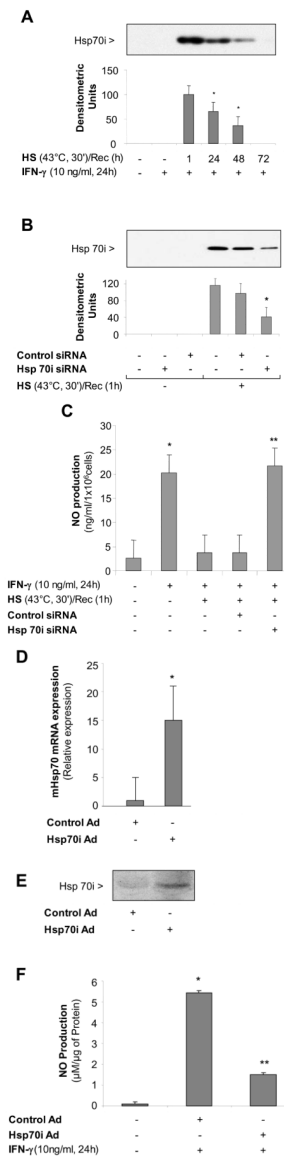 A
Hsp70i >
Densitometric Units
150
100
50
0
* *
HS (43°C, 30')/Rec (h) - - 1 24 48 72
IFN-γ (10 ng/ml, 24h) - + + + + +
B
Hsp 70i >
Densitometric Units
120
80
40
0
*
Control siRNA - - + - + -
Hsp 70i siRNA - + - - - +
HS (43°C, 30')/Rec (1h) - +
C
NO production
(ng/ml/1x10⁶cells)
30
25
20
15
10
5
0
* **
IFN-γ (10 ng/ml, 24h) - + + + +
HS (43°C, 30')/Rec (1h) - - + + +
Control siRNA - - - + -
Hsp 70i siRNA - - - - +
D
mHsp70 mRNA expression
(Relative expression)
25
20
15
10
5
0
*
Control Ad + -
Hsp70i Ad - +
E
Hsp 70i >
Control Ad + -
Hsp70i Ad - +
F
NO Production
(µM/µg of Protein)
6
5
4
3
2
1
0
* **
Control Ad - + -
Hsp70i Ad - - +
IFN-γ(10ng/ml, 24h) - + +